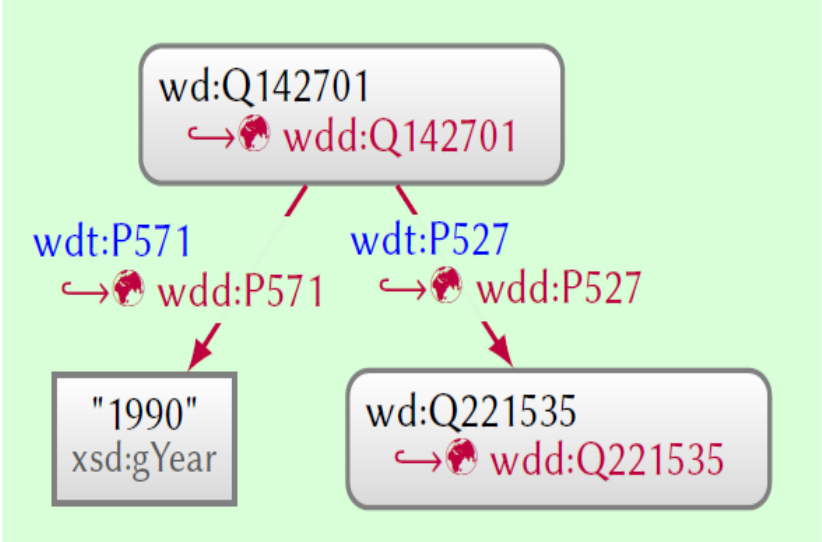 wd:Q142701
↪ wdd:Q142701
wdt:P571
↪ wdd:P571
wdt:P527
↪ wdd:P527
"1990"
xsd:gYear
wd:Q221535
↪ wdd:Q221535